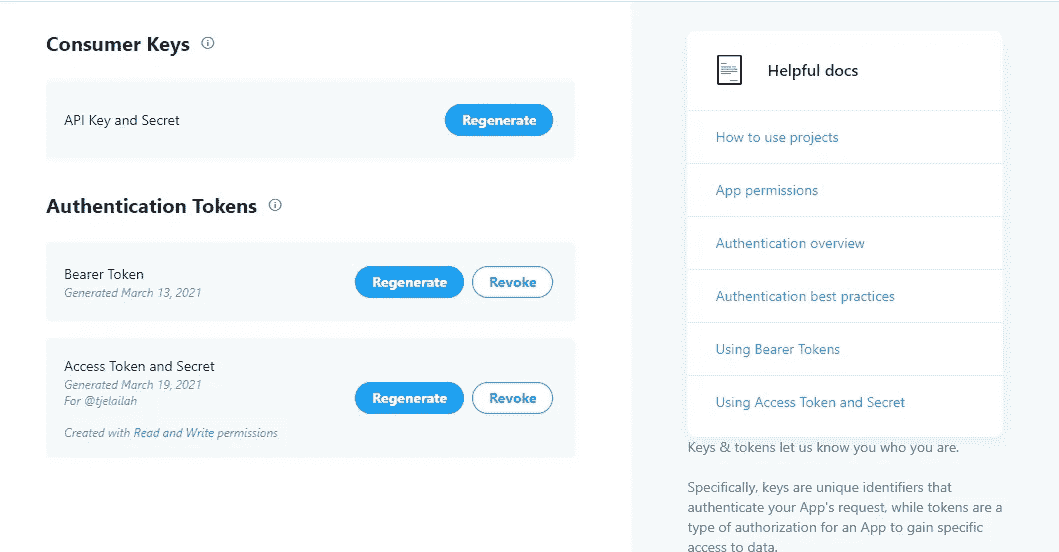 Consumer Keys
API Key and Secret
Regenerate
Authentication Tokens
Bearer Token
Generated March 13, 2021
Regenerate
Revoke
Access Token and Secret
Generated March 19, 2021
For @tjelailah
Regenerate
Revoke
Created with Read and Write permissions
Helpful docs
How to use projects
App permissions
Authentication overview
Authentication best practices
Using Bearer Tokens
Using Access Token and Secret
Keys & tokens let us know you who you are.
Specifically, keys are unique identifiers that
authenticate your App's request, while tokens are a
type of authorization for an App to gain specific
access to data.